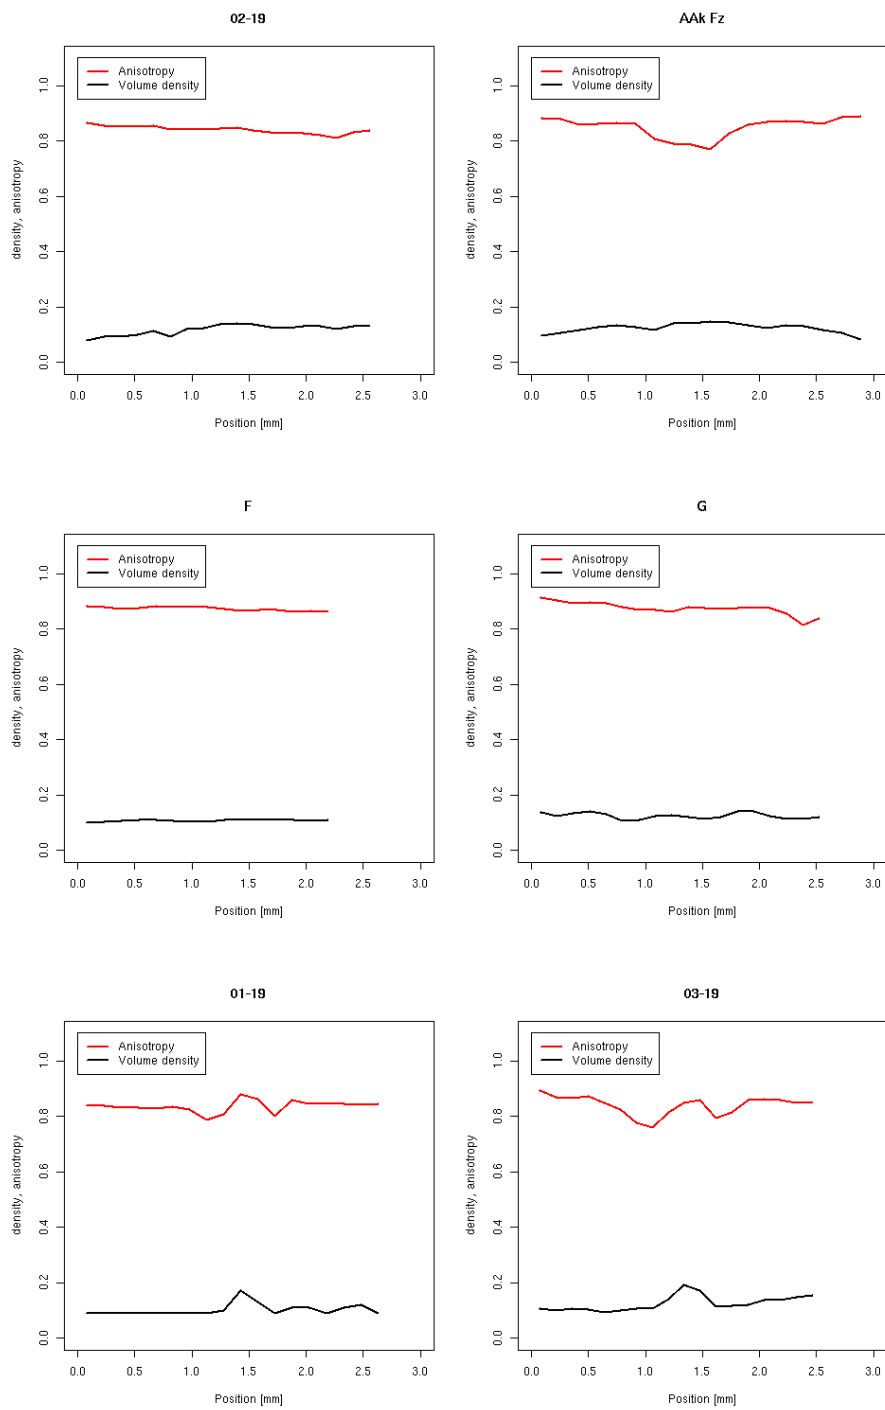 02-19
Anisotropy
Volume density
density, anisotropy
0.0 0.2 0.4 0.6 0.8 1.0
0.0 0.5 1.0 1.5 2.0 2.5 3.0
Position [mm]
AAk Fz
Anisotropy
Volume density
density, anisotropy
0.0 0.2 0.4 0.6 0.8 1.0
0.0 0.5 1.0 1.5 2.0 2.5 3.0
Position [mm]
F
Anisotropy
Volume density
density, anisotropy
0.0 0.2 0.4 0.6 0.8 1.0
0.0 0.5 1.0 1.5 2.0 2.5 3.0
Position [mm]
G
Anisotropy
Volume density
density, anisotropy
0.0 0.2 0.4 0.6 0.8 1.0
0.0 0.5 1.0 1.5 2.0 2.5 3.0
Position [mm]
01-19
Anisotropy
Volume density
density, anisotropy
0.0 0.2 0.4 0.6 0.8 1.0
0.0 0.5 1.0 1.5 2.0 2.5 3.0
Position [mm]
03-19
Anisotropy
Volume density
density, anisotropy
0.0 0.2 0.4 0.6 0.8 1.0
0.0 0.5 1.0 1.5 2.0 2.5 3.0
Position [mm]